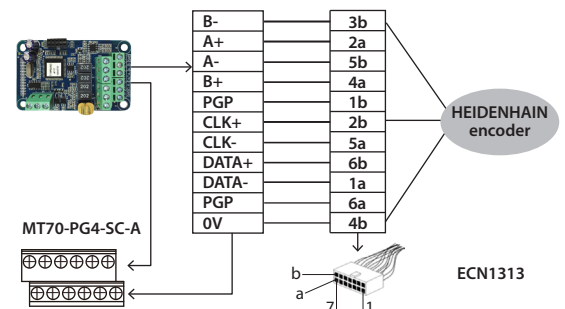 B- 3b
A+ 2a
A- 5b
B+ 4a
PGP 1b
CLK+ 2b
CLK- 5a
DATA+ 6b
DATA- 1a
PGP 6a
0V 4b
HEIDENHAIN
encoder
MT70-PG4-SC-A
b
a
7 1
ECN1313